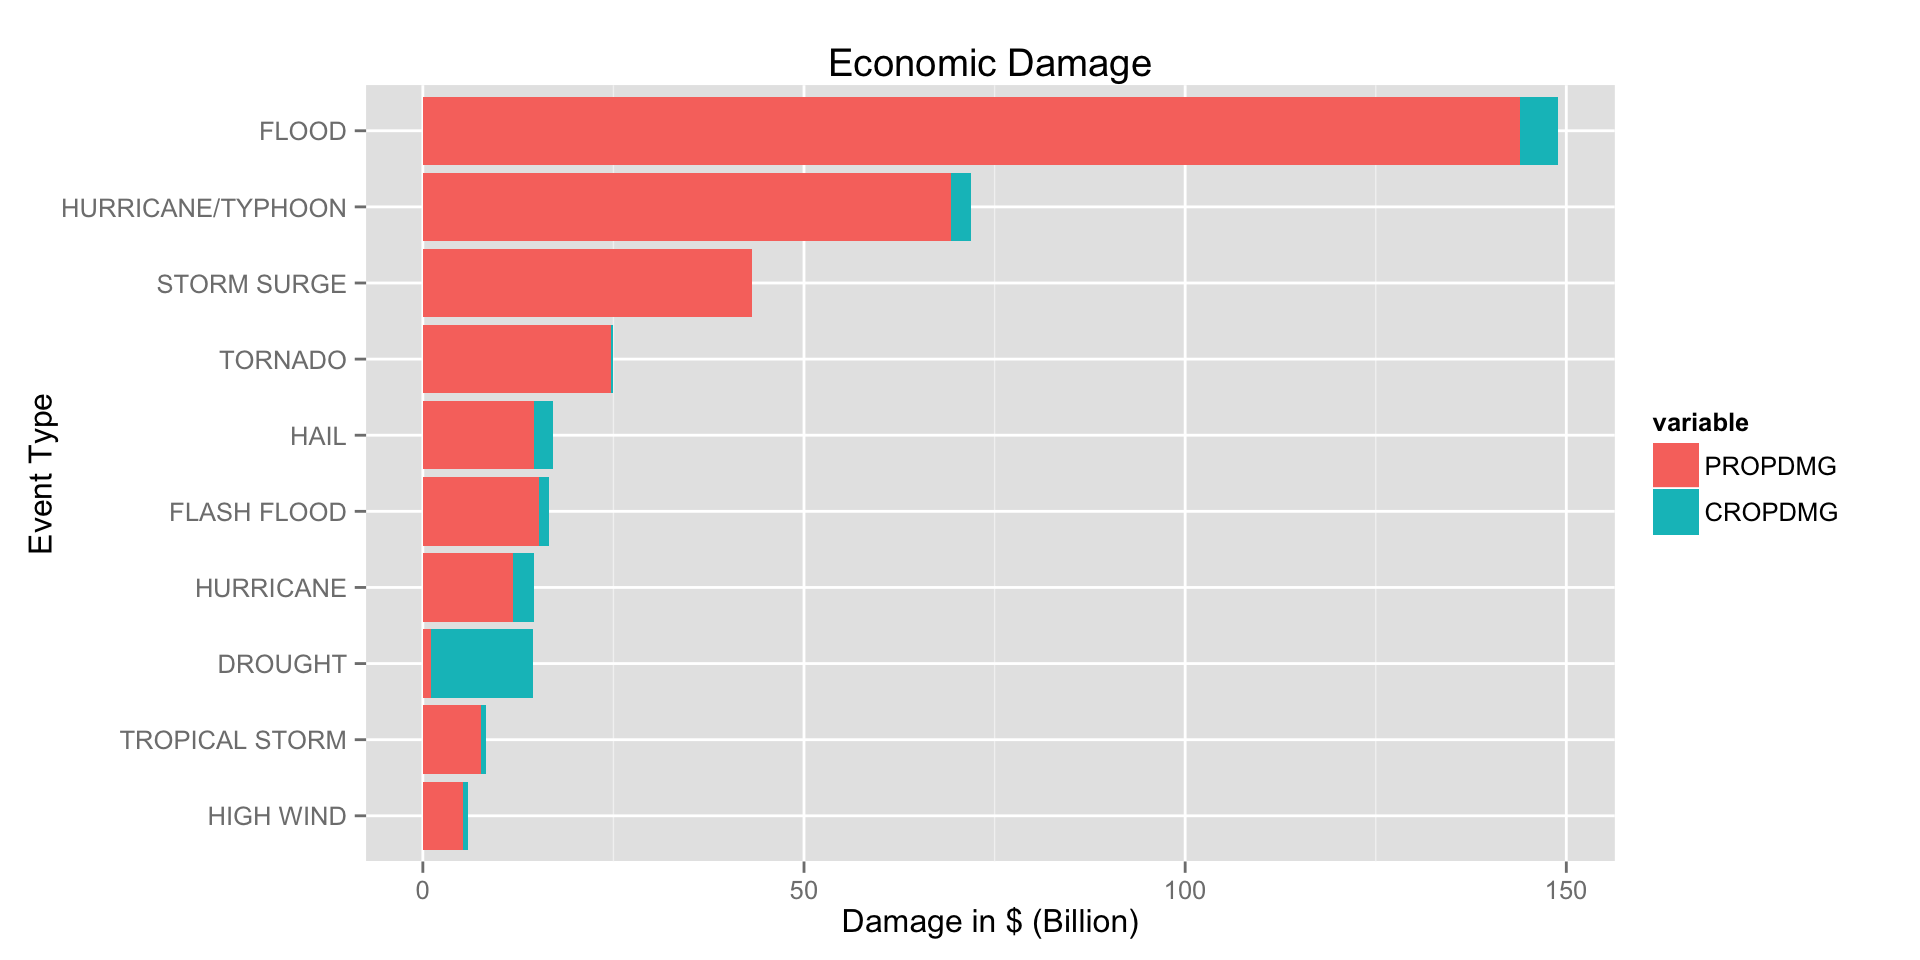 Economic Damage
FLOOD
HURRICANE/TYPHOON
STORM SURGE
TORNADO
HAIL
FLASH FLOOD
HURRICANE
DROUGHT
TROPICAL STORM
HIGH WIND
Event Type
0 50 100 150
Damage in $ (Billion)
variable
PROPDMG
CROPDMG